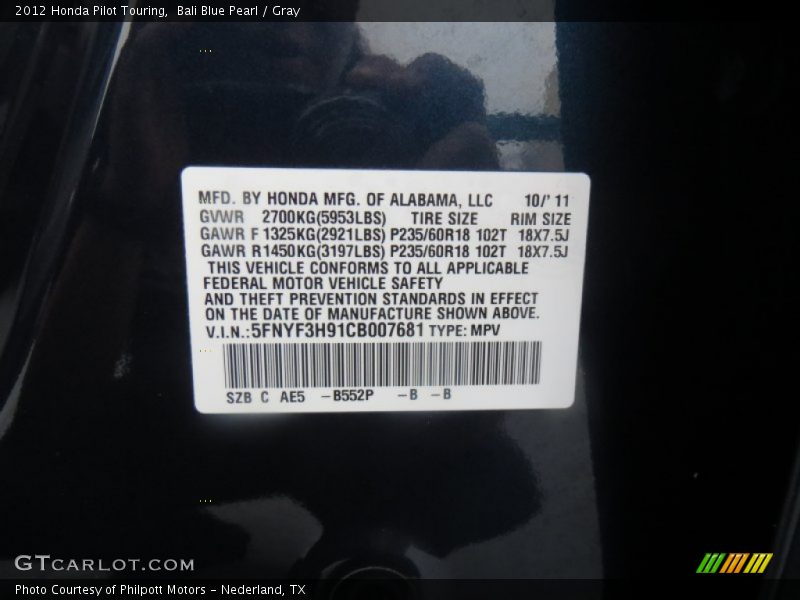 2012 Honda Pilot Touring,  Bali Blue Pearl / Gray
MFD. BY HONDA MFG. OF ALABAMA, LLC 10/' 11
GVWR 2700KG(5953LBS) TIRE SIZE RIM SIZE
GAWR F 1325KG(2921LBS) P235/60R18 102T 18X7.5J
GAWR R1450KG(3197LBS) P235/60R18 102T 18X7.5J
THIS VEHICLE CONFORMS TO ALL APPLICABLE
FEDERAL MOTOR VEHICLE SAFETY
AND THEFT PREVENTION STANDARDS IN EFFECT
ON THE DATE OF MANUFACTURE SHOWN ABOVE.
V.I.N.:5FNYF3H91CB007681 TYPE: MPV
SZB C AE5 -B552P -B -B
GTCARLOT.COM
Photo Courtesy of Philpott Motors - Nederland, TX